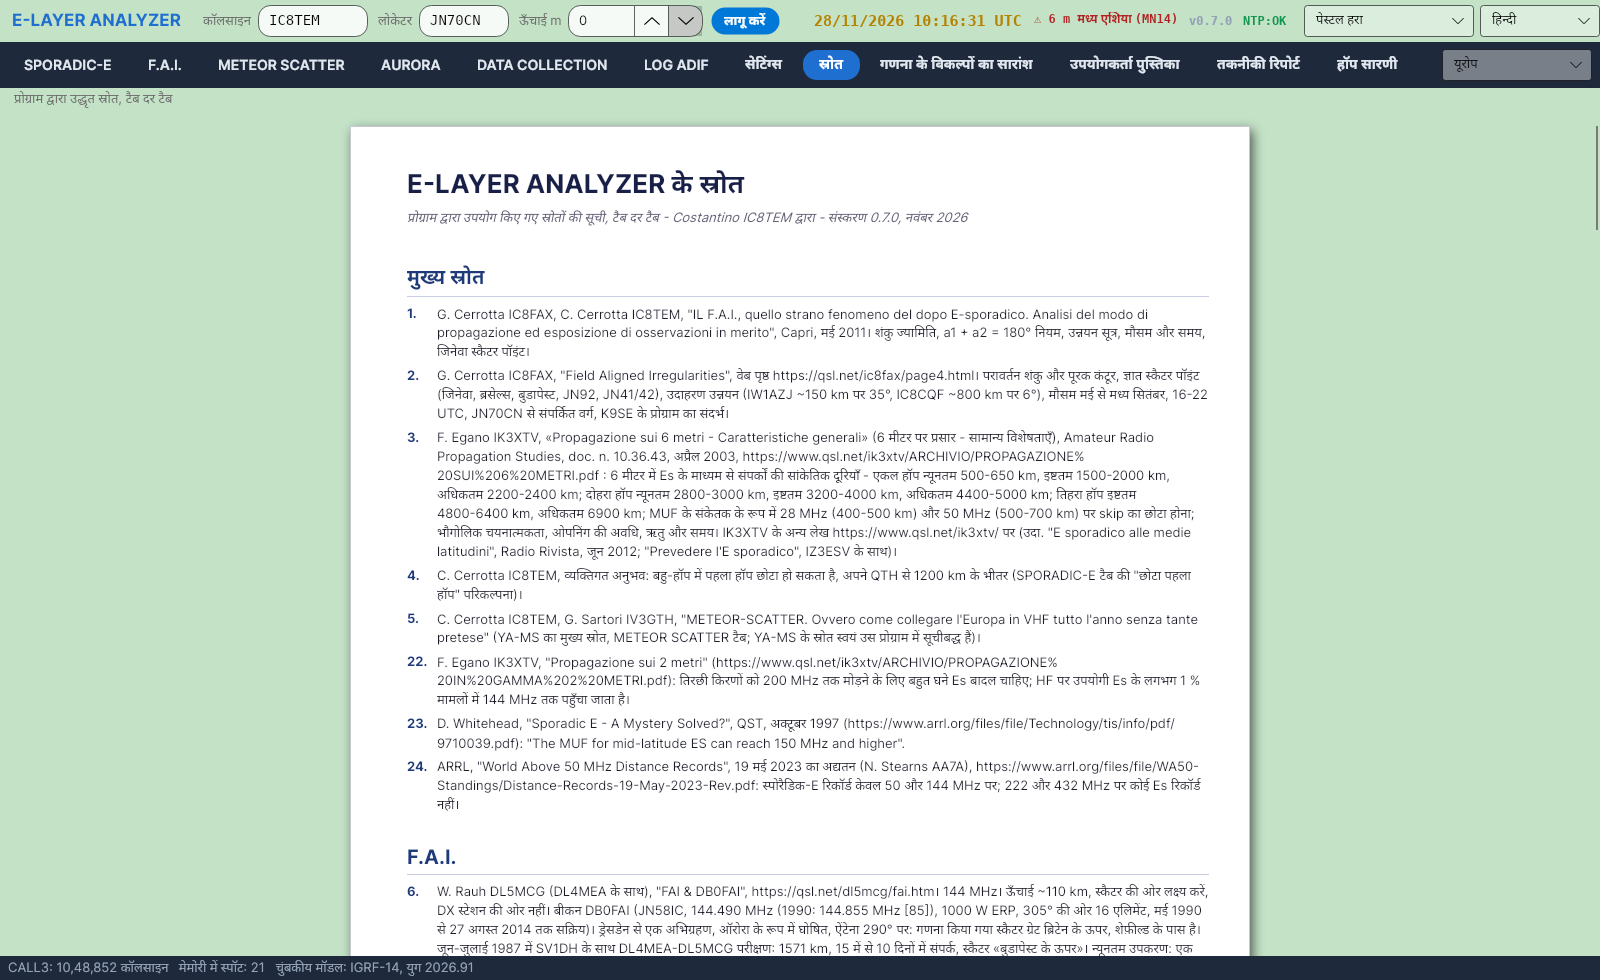 E-LAYER ANALYZER कॉलसाइन IC8TEM लोकेटर JN70CN ऊँचाई m 0 लागू करें 28/11/2026 10:16:31 UTC ⚠ 6 m मध्य एशिया (MN14) v0.7.0 NTP:OK पेस्टल हरा हिन्दी
SPORADIC-E F.A.I. METEOR SCATTER AURORA DATA COLLECTION LOG ADIF सेटिंग्स स्रोत गणना के विकल्पों का सारांश उपयोगकर्ता पुस्तिका तकनीकी रिपोर्ट हॉप सारणी यूरोप
प्रोग्राम द्वारा उद्धृत स्रोत, टैब दर टैब
E-LAYER ANALYZER के स्रोत
प्रोग्राम द्वारा उपयोग किए गए स्रोतों की सूची, टैब दर टैब - Costantino IC8TEM द्वारा - संस्करण 0.7.0, नवंबर 2026
मुख्य स्रोत
1. G. Cerrotta IC8FAX, C. Cerrotta IC8TEM, "IL F.A.I., quello strano fenomeno del dopo E-sporadico. Analisi del modo di
propagazione ed esposizione di osservazioni in merito", Capri, मई 2011। शंकु ज्यामिति, a1 + a2 = 180° नियम, उन्नयन सूत्र, मौसम और समय,
जिनेवा स्कैटर पॉइंट।
2. G. Cerrotta IC8FAX, "Field Aligned Irregularities", वेब पृष्ठ https://qsl.net/ic8fax/page4.html। परावर्तन शंकु और पूरक कंटूर, ज्ञात स्कैटर पॉइंट
(जिनेवा, ब्रसेल्स, बुडापेस्ट, JN92, JN41/42), उदाहरण उन्नयन (IW1AZJ ~150 km पर 35°, IC8CQF ~800 km पर 6°), मौसम मई से मध्य सितंबर, 16-22
UTC, JN70CN से संपर्कित वर्ग, K9SE के प्रोग्राम का संदर्भ।
3. F. Egano IK3XTV, «Propagazione sui 6 metri - Caratteristiche generali» (6 मीटर पर प्रसार - सामान्य विशेषताएँ), Amateur Radio
Propagation Studies, doc. n. 10.36.43, अप्रैल 2003, https://www.qsl.net/ik3xtv/ARCHIVIO/PROPAGAZIONE%
20SUI%206%20METRI.pdf : 6 मीटर में Es के माध्यम से संपर्कों की सांकेतिक दूरियाँ - एकल हॉप न्यूनतम 500-650 km, इष्टतम 1500-2000 km,
अधिकतम 2200-2400 km; दोहरा हॉप न्यूनतम 2800-3000 km, इष्टतम 3200-4000 km, अधिकतम 4400-5000 km; तिहरा हॉप इष्टतम
4800-6400 km, अधिकतम 6900 km; MUF के संकेतक के रूप में 28 MHz (400-500 km) और 50 MHz (500-700 km) पर skip का छोटा होना;
भौगोलिक चयनात्मकता, ओपनिंग की अवधि, ऋतु और समय। IK3XTV के अन्य लेख https://www.qsl.net/ik3xtv/ पर (उदा. "E sporadico alle medie
latitudini", Radio Rivista, जून 2012; "Prevedere l'E sporadico", IZ3ESV के साथ)।
4. C. Cerrotta IC8TEM, व्यक्तिगत अनुभव: बहु-हॉप में पहला हॉप छोटा हो सकता है, अपने QTH से 1200 km के भीतर (SPORADIC-E टैब की "छोटा पहला
हॉप" परिकल्पना)।
5. C. Cerrotta IC8TEM, G. Sartori IV3GTH, "METEOR-SCATTER. Ovvero come collegare l'Europa in VHF tutto l'anno senza tante
pretese" (YA-MS का मुख्य स्रोत, METEOR SCATTER टैब; YA-MS के स्रोत स्वयं उस प्रोग्राम में सूचीबद्ध हैं)।
22. F. Egano IK3XTV, "Propagazione sui 2 metri" (https://www.qsl.net/ik3xtv/ARCHIVIO/PROPAGAZIONE%
20IN%20GAMMA%202%20METRI.pdf): तिरछी किरणों को 200 MHz तक मोड़ने के लिए बहुत घने Es बादल चाहिए; HF पर उपयोगी Es के लगभग 1 %
मामलों में 144 MHz तक पहुँचा जाता है।
23. D. Whitehead, "Sporadic E - A Mystery Solved?", QST, अक्टूबर 1997 (https://www.arrl.org/files/file/Technology/tis/info/pdf/
9710039.pdf): "The MUF for mid-latitude ES can reach 150 MHz and higher".
24. ARRL, "World Above 50 MHz Distance Records", 19 मई 2023 का अद्यतन (N. Stearns AA7A), https://www.arrl.org/files/file/WA50-
Standings/Distance-Records-19-May-2023-Rev.pdf: स्पोरैडिक-E रिकॉर्ड केवल 50 और 144 MHz पर; 222 और 432 MHz पर कोई Es रिकॉर्ड
नहीं।
F.A.I.
6. W. Rauh DL5MCG (DL4MEA के साथ), "FAI & DB0FAI", https://qsl.net/dl5mcg/fai.htm। 144 MHz। ऊँचाई ~110 km, स्कैटर की ओर लक्ष्य करें,
DX स्टेशन की ओर नहीं। बीकन DB0FAI (JN58IC, 144.490 MHz (1990: 144.855 MHz [85]), 1000 W ERP, 305° की ओर 16 एलिमेंट, मई 1990
से 27 अगस्त 2014 तक सक्रिय)। ड्रेसडेन से एक अभिग्रहण, ऑरोरा के रूप में घोषित, ऐंटेना 290° पर: गणना किया गया स्कैटर ग्रेट ब्रिटेन के ऊपर, शेफ़ील्ड के पास है।
जून-जुलाई 1987 में SV1DH के साथ DL4MEA-DL5MCG परीक्षण: 1571 km, 15 में से 10 दिनों में संपर्क, स्कैटर «बुडापेस्ट के ऊपर»। न्यूनतम उपकरण: एक
CALL3: 10,48,852 कॉलसाइन मेमोरी में स्पॉट: 21 चुंबकीय मॉडल: IGRF-14, युग 2026.91